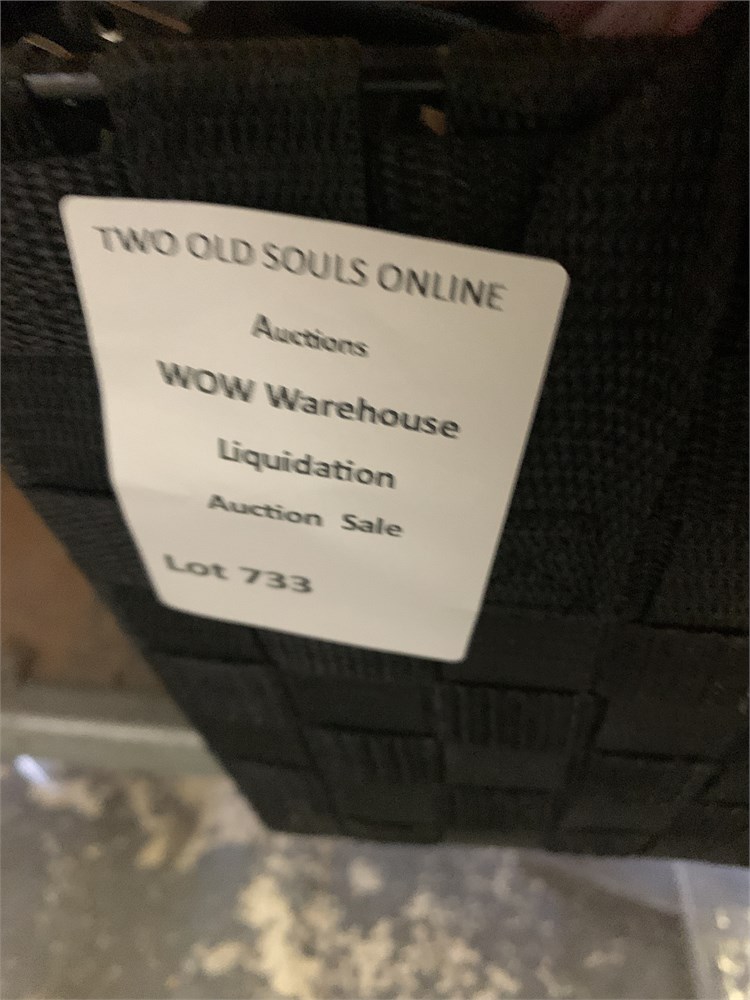 TWO OLD SOULS ONLINE
Auctions
WOW Warehouse
Liquidation
Auction Sale
Lot 733